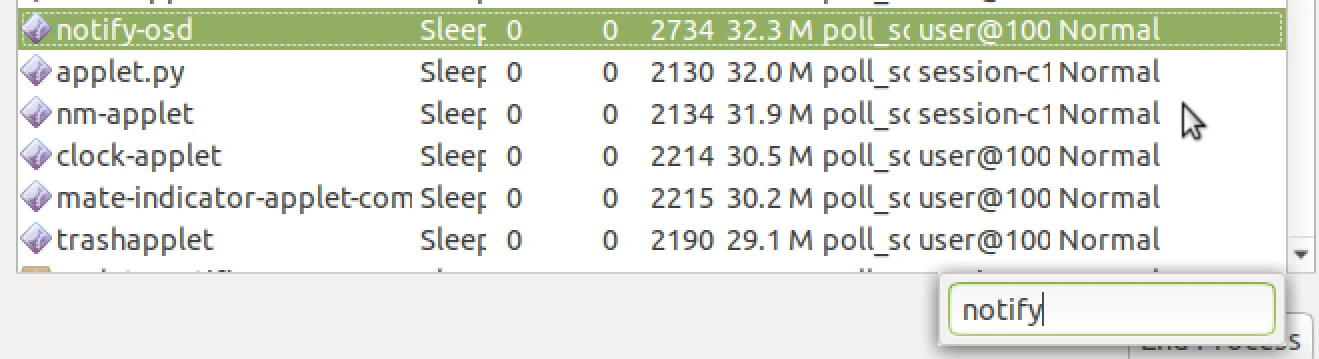 notify-osd Sleep 0 0 2734 32.3 M poll_sc user@100 Normal
applet.py Sleep 0 0 2130 32.0 M poll_sc session-c1 Normal
nm-applet Sleep 0 0 2134 31.9 M poll_sc session-c1 Normal
clock-applet Sleep 0 0 2214 30.5 M poll_sc user@100 Normal
mate-indicator-applet-com Sleep 0 0 2215 30.2 M poll_sc user@100 Normal
trashapplet Sleep 0 0 2190 29.1 M poll_sc user@100 Normal
notify
End Process